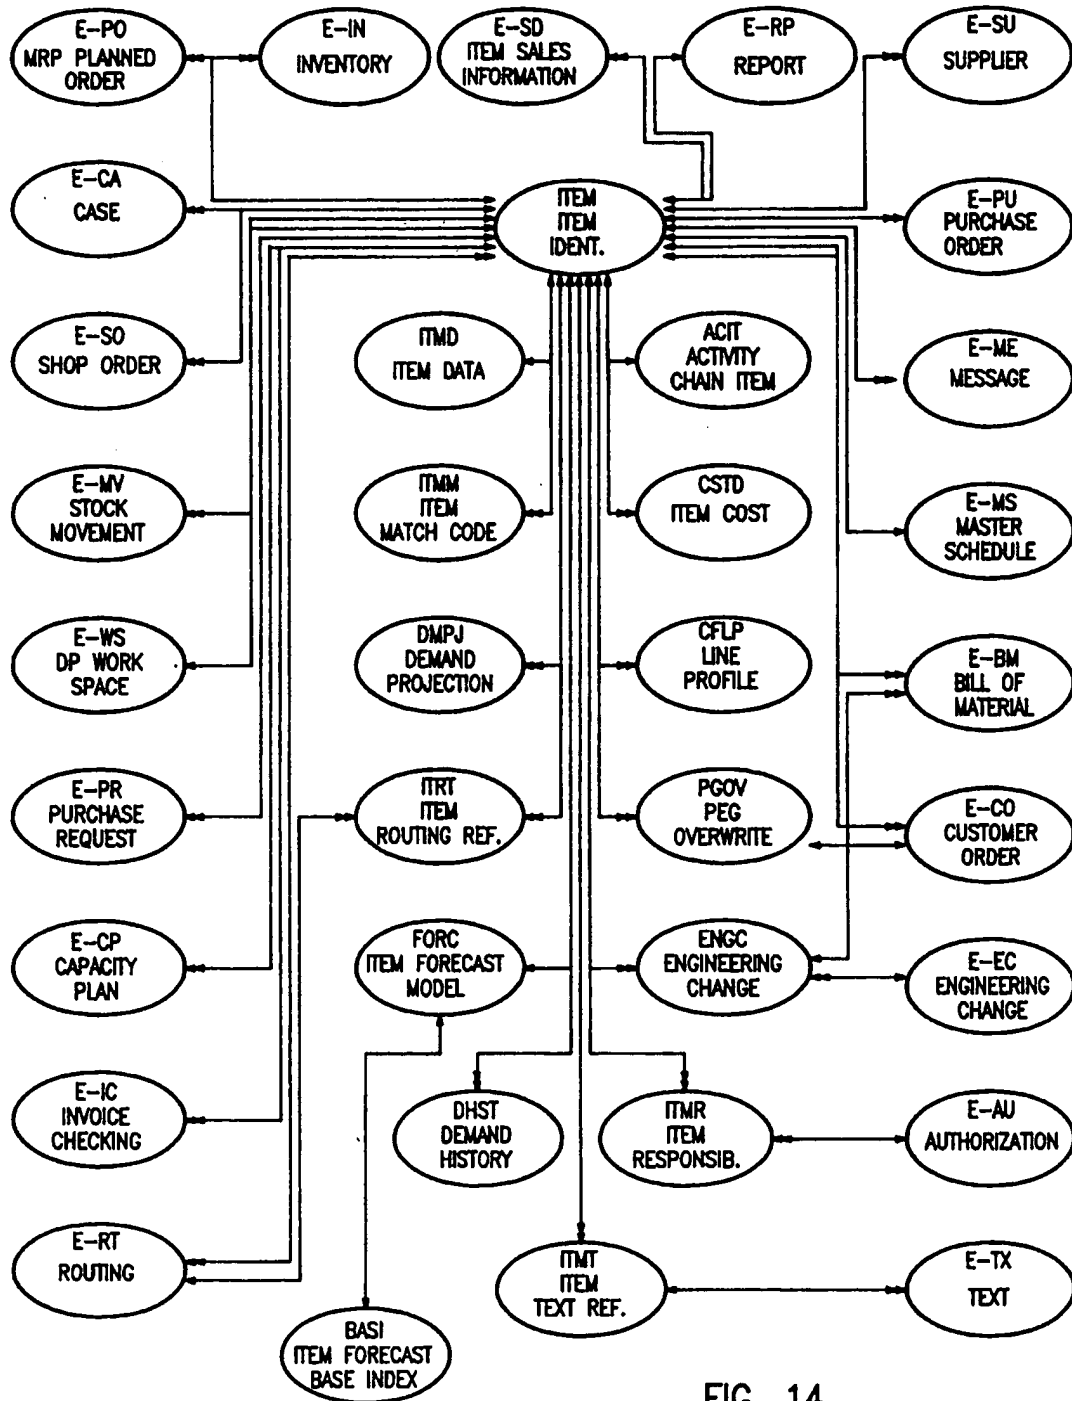 E-PO
MRP PLANNED
ORDER
E-IN
INVENTORY
E-SD
ITEM SALES
INFORMATION
E-RP
REPORT
E-SU
SUPPLIER
E-CA
CASE
ITEM
ITEM
IDENT.
E-PU
PURCHASE
ORDER
E-SO
SHOP ORDER
ITMD
ITEM DATA
ACIT
ACTIVITY
CHAIN ITEM
E-ME
MESSAGE
E-MV
STOCK
MOVEMENT
ITMM
ITEM
MATCH CODE
CSTD
ITEM COST
E-MS
MASTER
SCHEDULE
E-WS
DP WORK
SPACE
DMPJ
DEMAND
PROJECTION
CFLP
LINE
PROFILE
E-BM
BILL OF
MATERIAL
E-PR
PURCHASE
REQUEST
ITRT
ITEM
ROUTING REF.
PGOV
PEG
OVERWRITE
E-CO
CUSTOMER
ORDER
E-CP
CAPACITY
PLAN
FORC
ITEM FORECAST
MODEL
ENGC
ENGINEERING
CHANGE
E-EC
ENGINEERING
CHANGE
E-IC
INVOICE
CHECKING
DHST
DEMAND
HISTORY
ITMR
ITEM
RESPONSIB.
E-AU
AUTHORIZATION
E-RT
ROUTING
ITMT
ITEM
TEXT REF.
E-TX
TEXT
BASI
ITEM FORECAST
BASE INDEX
FIG. 14